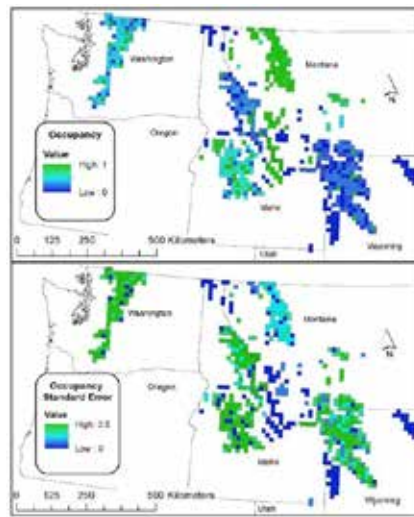 Washington
Montana
Oregon
Occupancy
Value
High : 1
Low : 0
Idaho
Wyoming
N
0 125 250 500 Kilometers
Utah
Washington
Montana
Oregon
Occupancy
Standard Error
Value
High: 0.5
Low : 0
Idaho
Wyoming
N
0 125 250 500 Kilometers
Utah